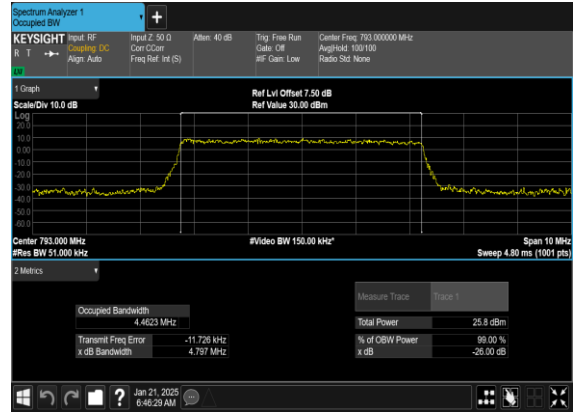 Spectrum Analyzer 1
Occupied BW
KEYSIGHT
R T
LM
Input: RF
Coupling: DC
Align: Auto
Input Z: 50 Ω
Corr CCorr
Freq Ref: Int (S)
Atten: 40 dB
Trig: Free Run
Gate: Off
#IF Gain: Low
Center Freq: 793.000000 MHz
Avg|Hold: 100/100
Radio Std: None
1 Graph
Scale/Div 10.0 dB
Ref Lvl Offset 7.50 dB
Ref Value 30.00 dBm
Log
20.0
10.0
0.00
-10.0
-20.0
-30.0
-40.0
-50.0
-60.0
Center 793.000 MHz
#Res BW 51.000 kHz
#Video BW 150.00 kHz*
Span 10 MHz
Sweep 4.80 ms (1001 pts)
2 Metrics
Measure Trace
Trace 1
Occupied Bandwidth
4.4623 MHz
Total Power
25.8 dBm
Transmit Freq Error
-11.726 kHz
% of OBW Power
99.00 %
x dB Bandwidth
4.797 MHz
x dB
-26.00 dB
?
Jan 21, 2025
6:46:29 AM